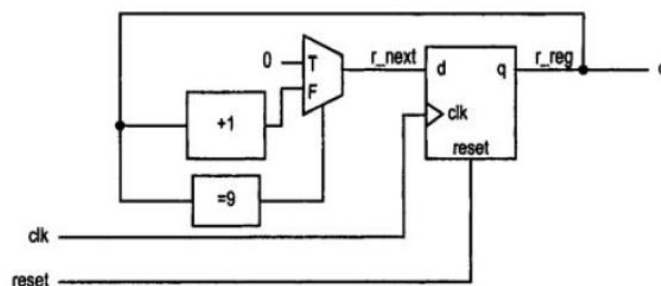 0
T
F
r_next
d
q
r_reg
+1
clk
reset
=9
clk
reset